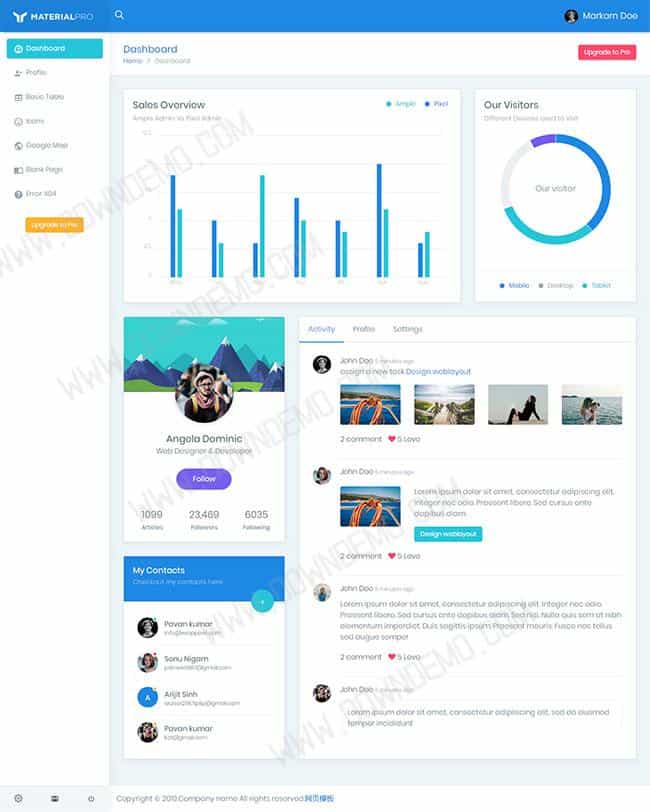 MATERIALPRO
Markarn Doe
Dashboard
Profile
Basic Table
Icons
Google Map
Blank Page
Error 404
Upgrade to Pro
Dashboard
Home > Dashboard
Upgrade to Pro
Sales Overview
Ample Admin Vs Pixel Admin
Ample
Pixel
Our Visitors
Different Devices Used to Visit
Our visitor
Mobile
Desktop
Tablet
Angela Dominic
Web Designer & Developer
Follow
1099
Articles
23,469
Followers
6035
Following
My Contacts
Checkout my contacts here
+
Pavan kumar
info@wrappixel.com
Sonu Nigam
A
Arijit Sinh
Pavan kumar
Activity
Profile
Settings
John Doe 5 minutes ago
assign a new task Design weblayout
2 comment
5 Love
John Doe 5 minutes ago
Lorem ipsum dolor sit amet, consectetur adipiscing elit.
Integer nec odio. Praesent libero. Sed cursus ante
dapibus diam.
Design weblayout
2 comment
5 Love
John Doe 5 minutes ago
Lorem ipsum dolor sit amet, consectetur adipiscing elit. Integer nec odio.
Praesent libero. Sed cursus ante dapibus diam. Sed nisi. Nulla quis sem at nibh
elementum imperdiet. Duis sagittis ipsum. Praesent mauris. Fusce nec tellus
sed augue semper
2 comment
5 Love
John Doe 5 minutes ago
Lorem ipsum dolor sit amet, consectetur adipiscing elit, sed do eiusmod
tempor incididunt
Copyright © 2019.Company name All rights reserved.网页模板
WWW.DOWNDEMO.COM
WWW.DOWNDEMO.COM
WWW.DOWNDEMO.COM
WWW.DOWNDEMO.COM
WWW.DOWNDEMO.COM